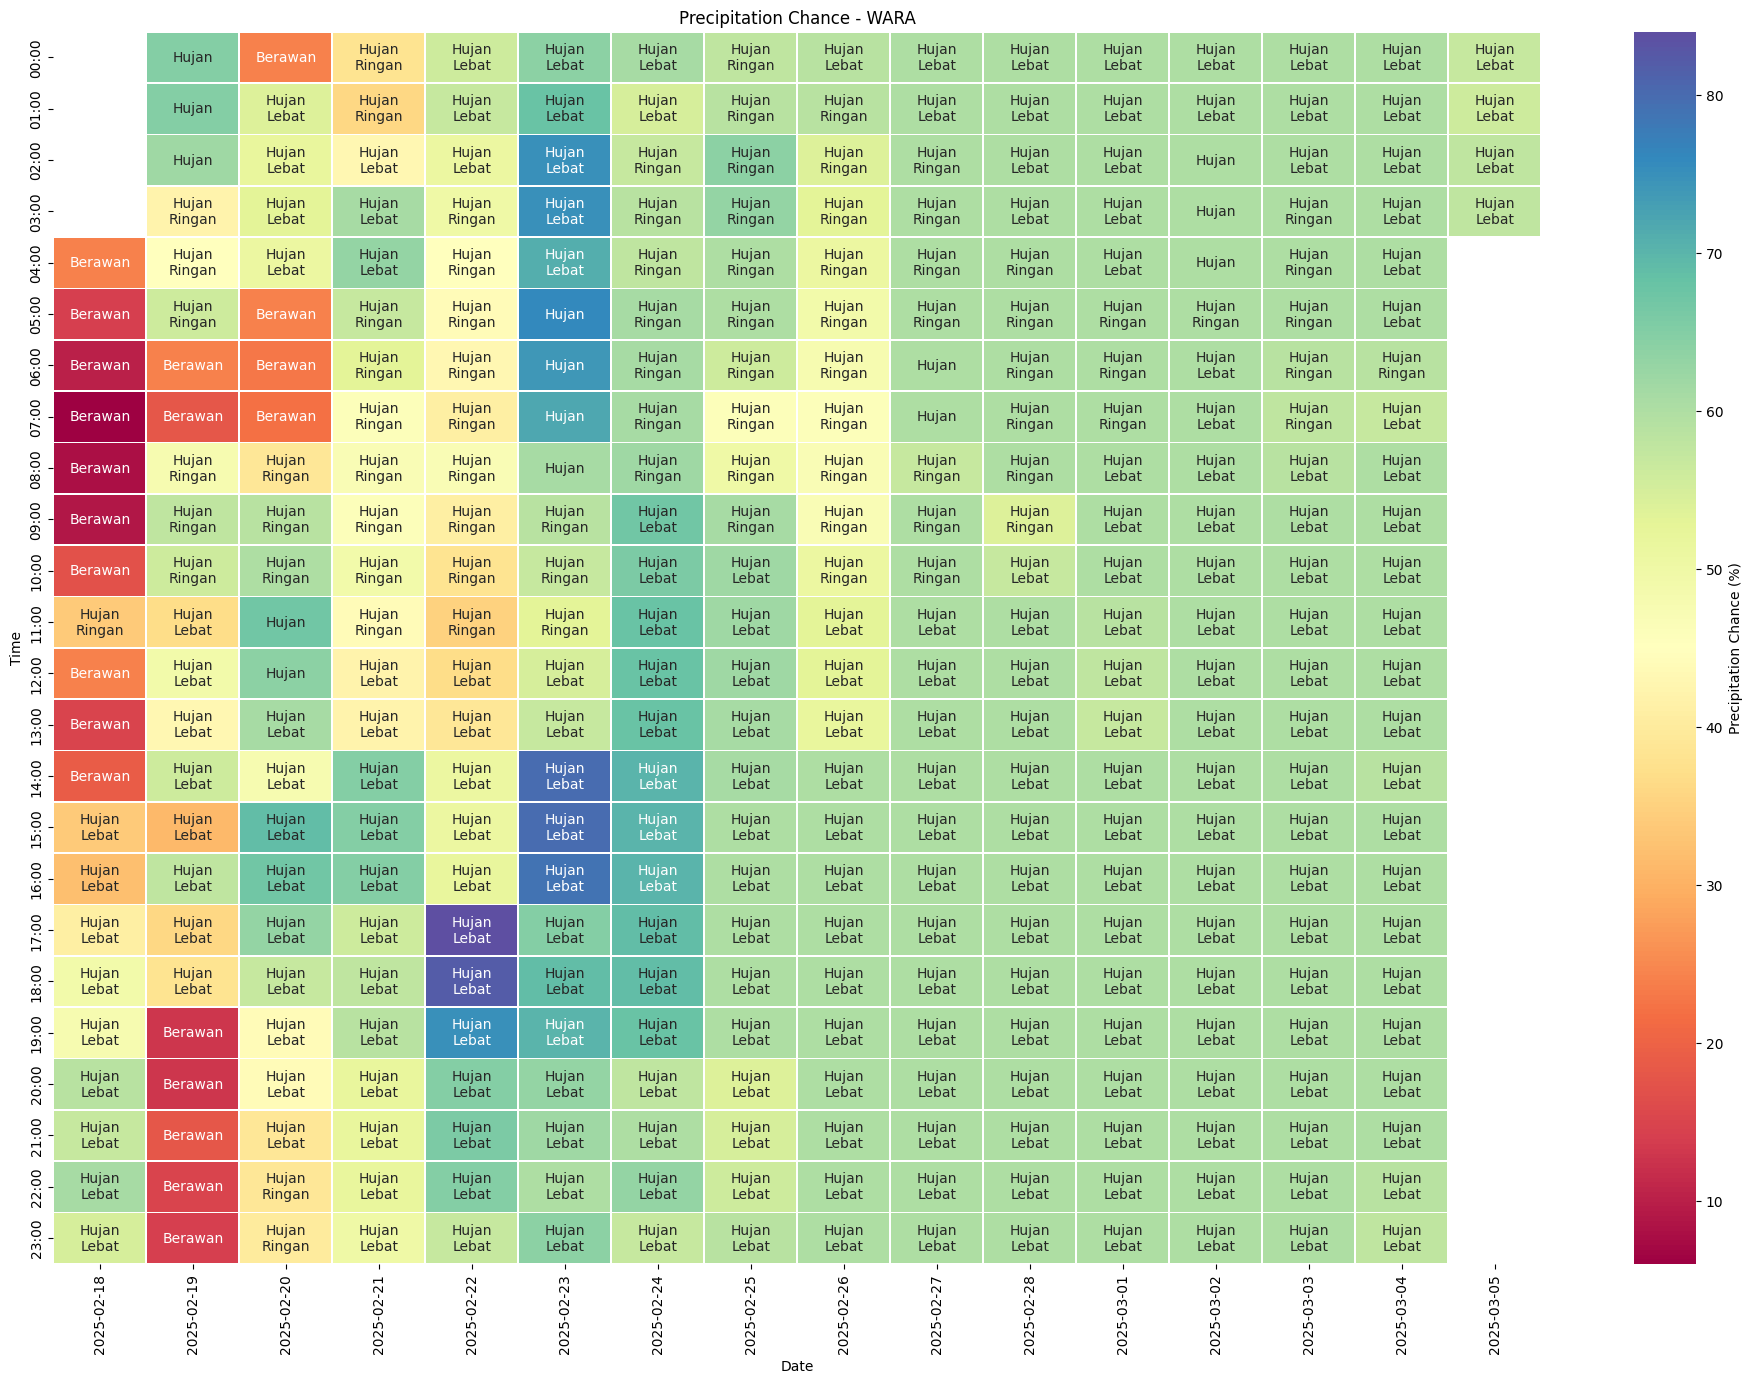 Precipitation Chance - WARA
00:00 Hujan Berawan Hujan Ringan Hujan Lebat Hujan Lebat Hujan Lebat Hujan Ringan Hujan Lebat Hujan Lebat Hujan Lebat Hujan Lebat Hujan Lebat Hujan Lebat Hujan Lebat Hujan Lebat
01:00 Hujan Hujan Lebat Hujan Ringan Hujan Lebat Hujan Lebat Hujan Lebat Hujan Ringan Hujan Ringan Hujan Lebat Hujan Lebat Hujan Lebat Hujan Lebat Hujan Lebat Hujan Lebat Hujan Lebat
02:00 Hujan Hujan Lebat Hujan Lebat Hujan Lebat Hujan Lebat Hujan Ringan Hujan Ringan Hujan Ringan Hujan Ringan Hujan Lebat Hujan Lebat Hujan Hujan Lebat Hujan Lebat Hujan Lebat
03:00 Hujan Ringan Hujan Lebat Hujan Lebat Hujan Ringan Hujan Lebat Hujan Ringan Hujan Ringan Hujan Ringan Hujan Ringan Hujan Lebat Hujan Lebat Hujan Hujan Ringan Hujan Lebat Hujan Lebat
04:00 Berawan Hujan Ringan Hujan Lebat Hujan Lebat Hujan Ringan Hujan Lebat Hujan Ringan Hujan Ringan Hujan Ringan Hujan Ringan Hujan Ringan Hujan Lebat Hujan Hujan Ringan Hujan Lebat
05:00 Berawan Hujan Ringan Berawan Hujan Ringan Hujan Ringan Hujan Hujan Ringan Hujan Ringan Hujan Ringan Hujan Ringan Hujan Ringan Hujan Ringan Hujan Ringan Hujan Ringan Hujan Lebat
06:00 Berawan Berawan Berawan Hujan Ringan Hujan Ringan Hujan Hujan Ringan Hujan Ringan Hujan Ringan Hujan Hujan Ringan Hujan Ringan Hujan Lebat Hujan Ringan Hujan Ringan
07:00 Berawan Berawan Berawan Hujan Ringan Hujan Ringan Hujan Hujan Ringan Hujan Ringan Hujan Ringan Hujan Hujan Ringan Hujan Ringan Hujan Lebat Hujan Ringan Hujan Lebat
08:00 Berawan Hujan Ringan Hujan Ringan Hujan Ringan Hujan Ringan Hujan Hujan Ringan Hujan Ringan Hujan Ringan Hujan Ringan Hujan Ringan Hujan Lebat Hujan Lebat Hujan Lebat Hujan Lebat
09:00 Berawan Hujan Ringan Hujan Ringan Hujan Ringan Hujan Ringan Hujan Ringan Hujan Lebat Hujan Ringan Hujan Ringan Hujan Ringan Hujan Ringan Hujan Lebat Hujan Lebat Hujan Lebat Hujan Lebat
10:00 Berawan Hujan Ringan Hujan Ringan Hujan Ringan Hujan Ringan Hujan Ringan Hujan Lebat Hujan Lebat Hujan Ringan Hujan Ringan Hujan Lebat Hujan Lebat Hujan Lebat Hujan Lebat Hujan Lebat
11:00 Hujan Ringan Hujan Lebat Hujan Hujan Ringan Hujan Ringan Hujan Ringan Hujan Lebat Hujan Lebat Hujan Lebat Hujan Lebat Hujan Lebat Hujan Lebat Hujan Lebat Hujan Lebat Hujan Lebat
12:00 Berawan Hujan Lebat Hujan Hujan Lebat Hujan Lebat Hujan Lebat Hujan Lebat Hujan Lebat Hujan Lebat Hujan Lebat Hujan Lebat Hujan Lebat Hujan Lebat Hujan Lebat Hujan Lebat
13:00 Berawan Hujan Lebat Hujan Lebat Hujan Lebat Hujan Lebat Hujan Lebat Hujan Lebat Hujan Lebat Hujan Lebat Hujan Lebat Hujan Lebat Hujan Lebat Hujan Lebat Hujan Lebat Hujan Lebat
14:00 Berawan Hujan Lebat Hujan Lebat Hujan Lebat Hujan Lebat Hujan Lebat Hujan Lebat Hujan Lebat Hujan Lebat Hujan Lebat Hujan Lebat Hujan Lebat Hujan Lebat Hujan Lebat Hujan Lebat
15:00 Hujan Lebat Hujan Lebat Hujan Lebat Hujan Lebat Hujan Lebat Hujan Lebat Hujan Lebat Hujan Lebat Hujan Lebat Hujan Lebat Hujan Lebat Hujan Lebat Hujan Lebat Hujan Lebat Hujan Lebat
16:00 Hujan Lebat Hujan Lebat Hujan Lebat Hujan Lebat Hujan Lebat Hujan Lebat Hujan Lebat Hujan Lebat Hujan Lebat Hujan Lebat Hujan Lebat Hujan Lebat Hujan Lebat Hujan Lebat Hujan Lebat
17:00 Hujan Lebat Hujan Lebat Hujan Lebat Hujan Lebat Hujan Lebat Hujan Lebat Hujan Lebat Hujan Lebat Hujan Lebat Hujan Lebat Hujan Lebat Hujan Lebat Hujan Lebat Hujan Lebat Hujan Lebat
18:00 Hujan Lebat Hujan Lebat Hujan Lebat Hujan Lebat Hujan Lebat Hujan Lebat Hujan Lebat Hujan Lebat Hujan Lebat Hujan Lebat Hujan Lebat Hujan Lebat Hujan Lebat Hujan Lebat Hujan Lebat
19:00 Hujan Lebat Berawan Hujan Lebat Hujan Lebat Hujan Lebat Hujan Lebat Hujan Lebat Hujan Lebat Hujan Lebat Hujan Lebat Hujan Lebat Hujan Lebat Hujan Lebat Hujan Lebat Hujan Lebat
20:00 Hujan Lebat Berawan Hujan Lebat Hujan Lebat Hujan Lebat Hujan Lebat Hujan Lebat Hujan Lebat Hujan Lebat Hujan Lebat Hujan Lebat Hujan Lebat Hujan Lebat Hujan Lebat Hujan Lebat
21:00 Hujan Lebat Berawan Hujan Lebat Hujan Lebat Hujan Lebat Hujan Lebat Hujan Lebat Hujan Lebat Hujan Lebat Hujan Lebat Hujan Lebat Hujan Lebat Hujan Lebat Hujan Lebat Hujan Lebat
22:00 Hujan Lebat Berawan Hujan Ringan Hujan Lebat Hujan Lebat Hujan Lebat Hujan Lebat Hujan Lebat Hujan Lebat Hujan Lebat Hujan Lebat Hujan Lebat Hujan Lebat Hujan Lebat Hujan Lebat
23:00 Hujan Lebat Berawan Hujan Ringan Hujan Lebat Hujan Lebat Hujan Lebat Hujan Lebat Hujan Lebat Hujan Lebat Hujan Lebat Hujan Lebat Hujan Lebat Hujan Lebat Hujan Lebat Hujan Lebat
Time
2025-02-18 2025-02-19 2025-02-20 2025-02-21 2025-02-22 2025-02-23 2025-02-24 2025-02-25 2025-02-26 2025-02-27 2025-02-28 2025-03-01 2025-03-02 2025-03-03 2025-03-04 2025-03-05
Date
80
70
60
50
40
30
20
10
Precipitation Chance (%)